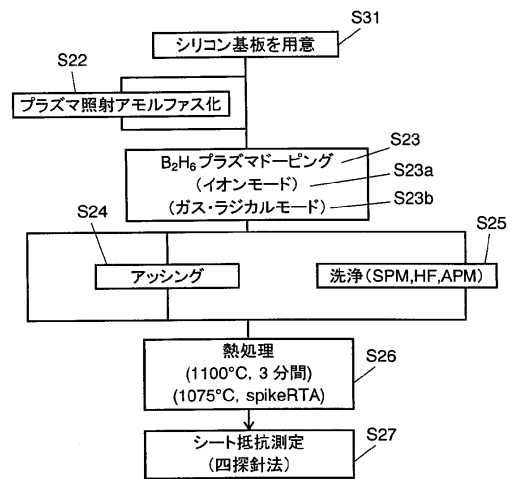 S31
シリコン基板を用意
S22
プラズマ照射アモルファス化
S23
B₂H₆プラズマドーピング
S23a
(イオンモード)
S23b
(ガス・ラジカルモード)
S24
アッシング
S25
洗浄(SPM,HF,APM)
熱処理
(1100°C, 3分間)
(1075°C, spikeRTA)
S26
シート抵抗測定
(四探針法)
S27